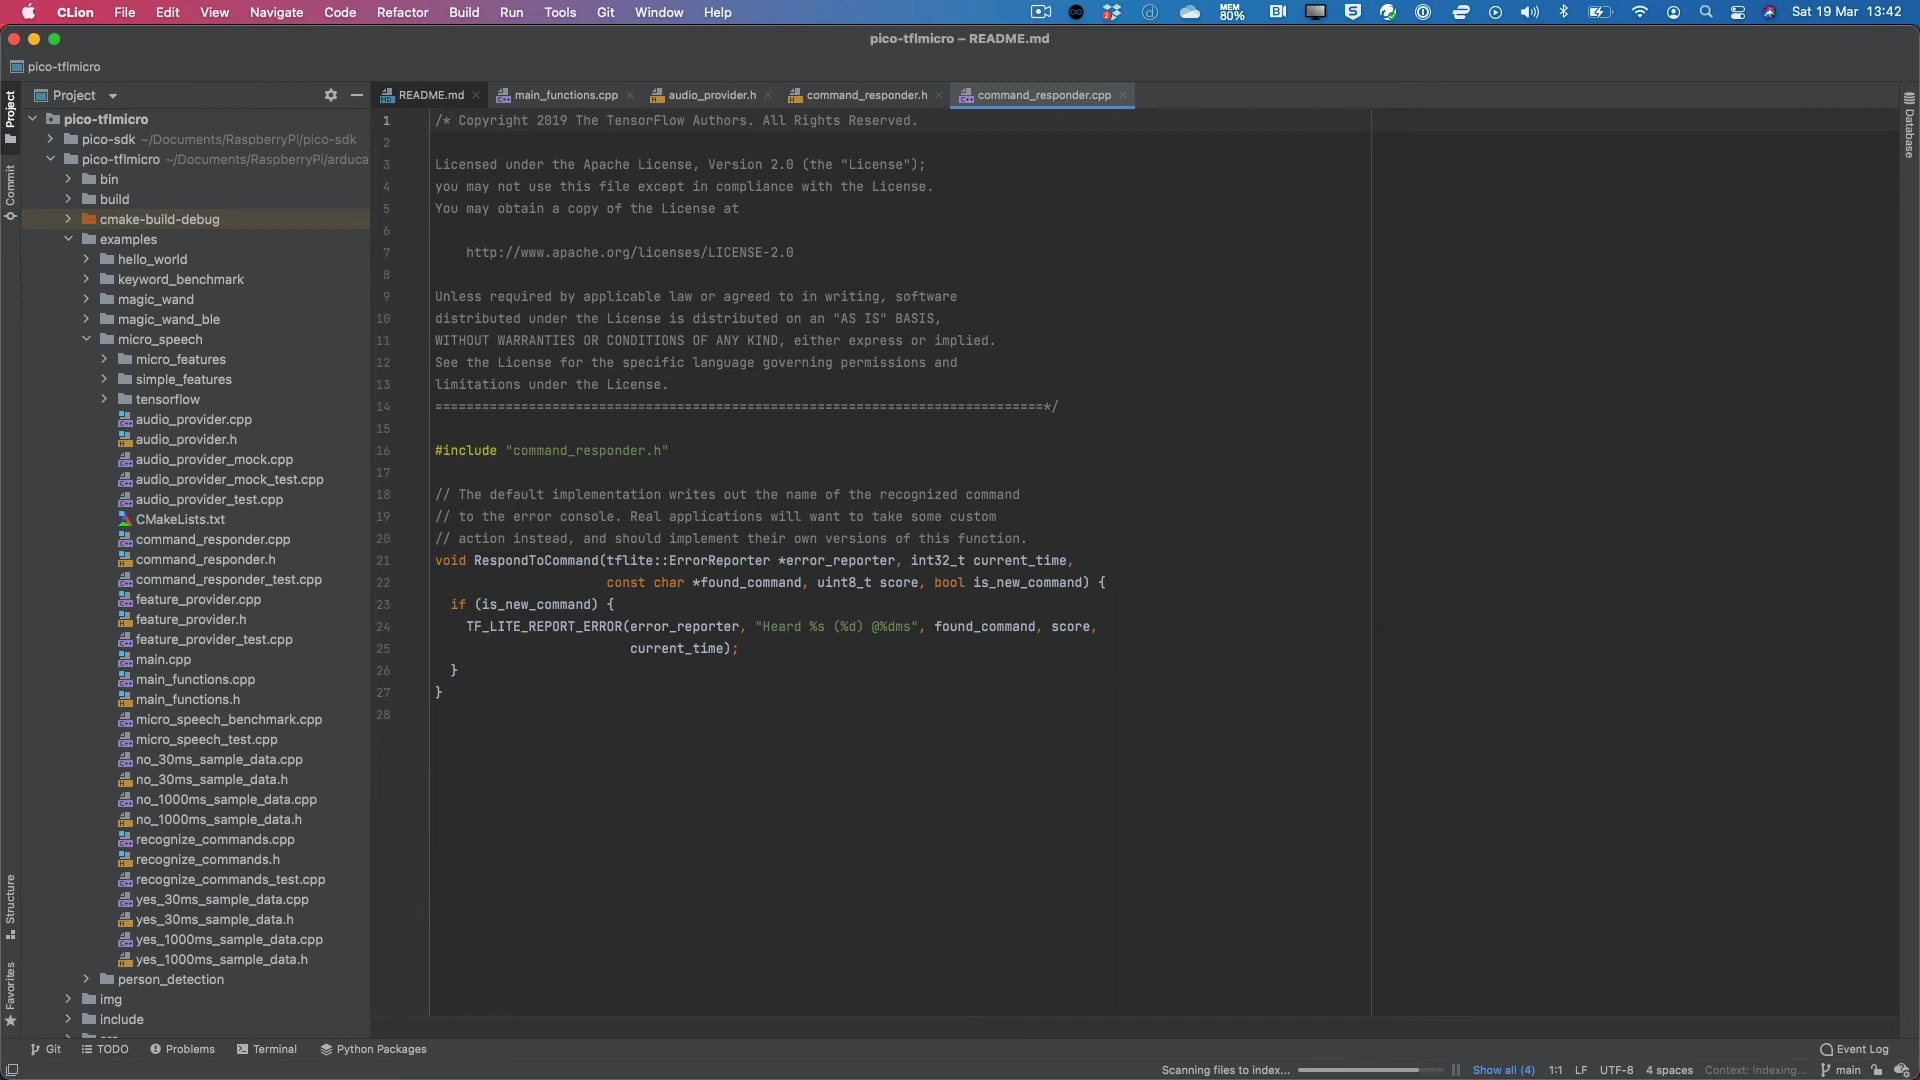 CLion File Edit View Navigate Code Refactor Build Run Tools Git Window Help MEM 80% Sat 19 Mar 13:42
pico-tflmicro – README.md
pico-tflmicro
Project
README.md main_functions.cpp audio_provider.h command_responder.h command_responder.cpp
Project
Commit
Structure
Favorites
Database
pico-tflmicro
pico-sdk ~/Documents/RaspberryPi/pico-sdk
pico-tflmicro ~/Documents/RaspberryPi/arduca
bin
build
cmake-build-debug
examples
hello_world
keyword_benchmark
magic_wand
magic_wand_ble
micro_speech
micro_features
simple_features
tensorflow
audio_provider.cpp
audio_provider.h
audio_provider_mock.cpp
audio_provider_mock_test.cpp
audio_provider_test.cpp
CMakeLists.txt
command_responder.cpp
command_responder.h
command_responder_test.cpp
feature_provider.cpp
feature_provider.h
feature_provider_test.cpp
main.cpp
main_functions.cpp
main_functions.h
micro_speech_benchmark.cpp
micro_speech_test.cpp
no_30ms_sample_data.cpp
no_30ms_sample_data.h
no_1000ms_sample_data.cpp
no_1000ms_sample_data.h
recognize_commands.cpp
recognize_commands.h
recognize_commands_test.cpp
yes_30ms_sample_data.cpp
yes_30ms_sample_data.h
yes_1000ms_sample_data.cpp
yes_1000ms_sample_data.h
person_detection
img
include
1 /* Copyright 2019 The TensorFlow Authors. All Rights Reserved.
2
3 Licensed under the Apache License, Version 2.0 (the "License");
4 you may not use this file except in compliance with the License.
5 You may obtain a copy of the License at
6
7     http://www.apache.org/licenses/LICENSE-2.0
8
9 Unless required by applicable law or agreed to in writing, software
10 distributed under the License is distributed on an "AS IS" BASIS,
11 WITHOUT WARRANTIES OR CONDITIONS OF ANY KIND, either express or implied.
12 See the License for the specific language governing permissions and
13 limitations under the License.
14 ==============================================================================*/
15
16 #include "command_responder.h"
17
18 // The default implementation writes out the name of the recognized command
19 // to the error console. Real applications will want to take some custom
20 // action instead, and should implement their own versions of this function.
21 void RespondToCommand(tflite::ErrorReporter *error_reporter, int32_t current_time,
22                       const char *found_command, uint8_t score, bool is_new_command) {
23   if (is_new_command) {
24     TF_LITE_REPORT_ERROR(error_reporter, "Heard %s (%d) @%dms", found_command, score,
25                          current_time);
26   }
27 }
28
Git TODO Problems Terminal Python Packages Event Log
Scanning files to index... Show all (4) 1:1 LF UTF-8 4 spaces Context: Indexing... main